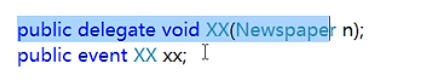 public delegate void XX(Newspaper n);
public event XX xx;